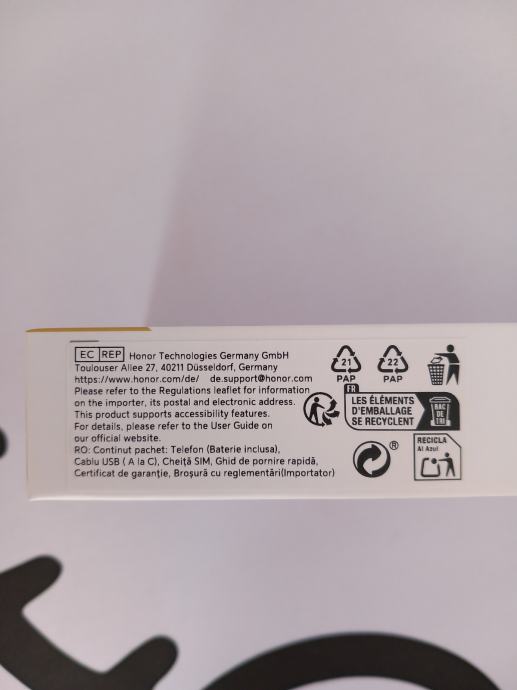 EC REP Honor Technologies Germany GmbH
Toulouser Allee 27, 40211 Düsseldorf, Germany
https://www.honor.com/de/ de.support@honor.com
Please refer to the Regulations leaflet for information
on the importer, its postal and electronic address.
This product supports accessibility features.
For details, please refer to the User Guide on
our official website.
RO: Continut pachet: Telefon (Baterie inclusa),
Cablu USB ( A la C), Cheiță SIM, Ghid de pornire rapidă,
Certificat de garanție, Broșură cu reglementări(Importator)
21
PAP
22
PAP
FR
LES ÉLÉMENTS
D'EMBALLAGE
SE RECYCLENT
BAC
DE
TRI
®
RECICLA
Al Azul